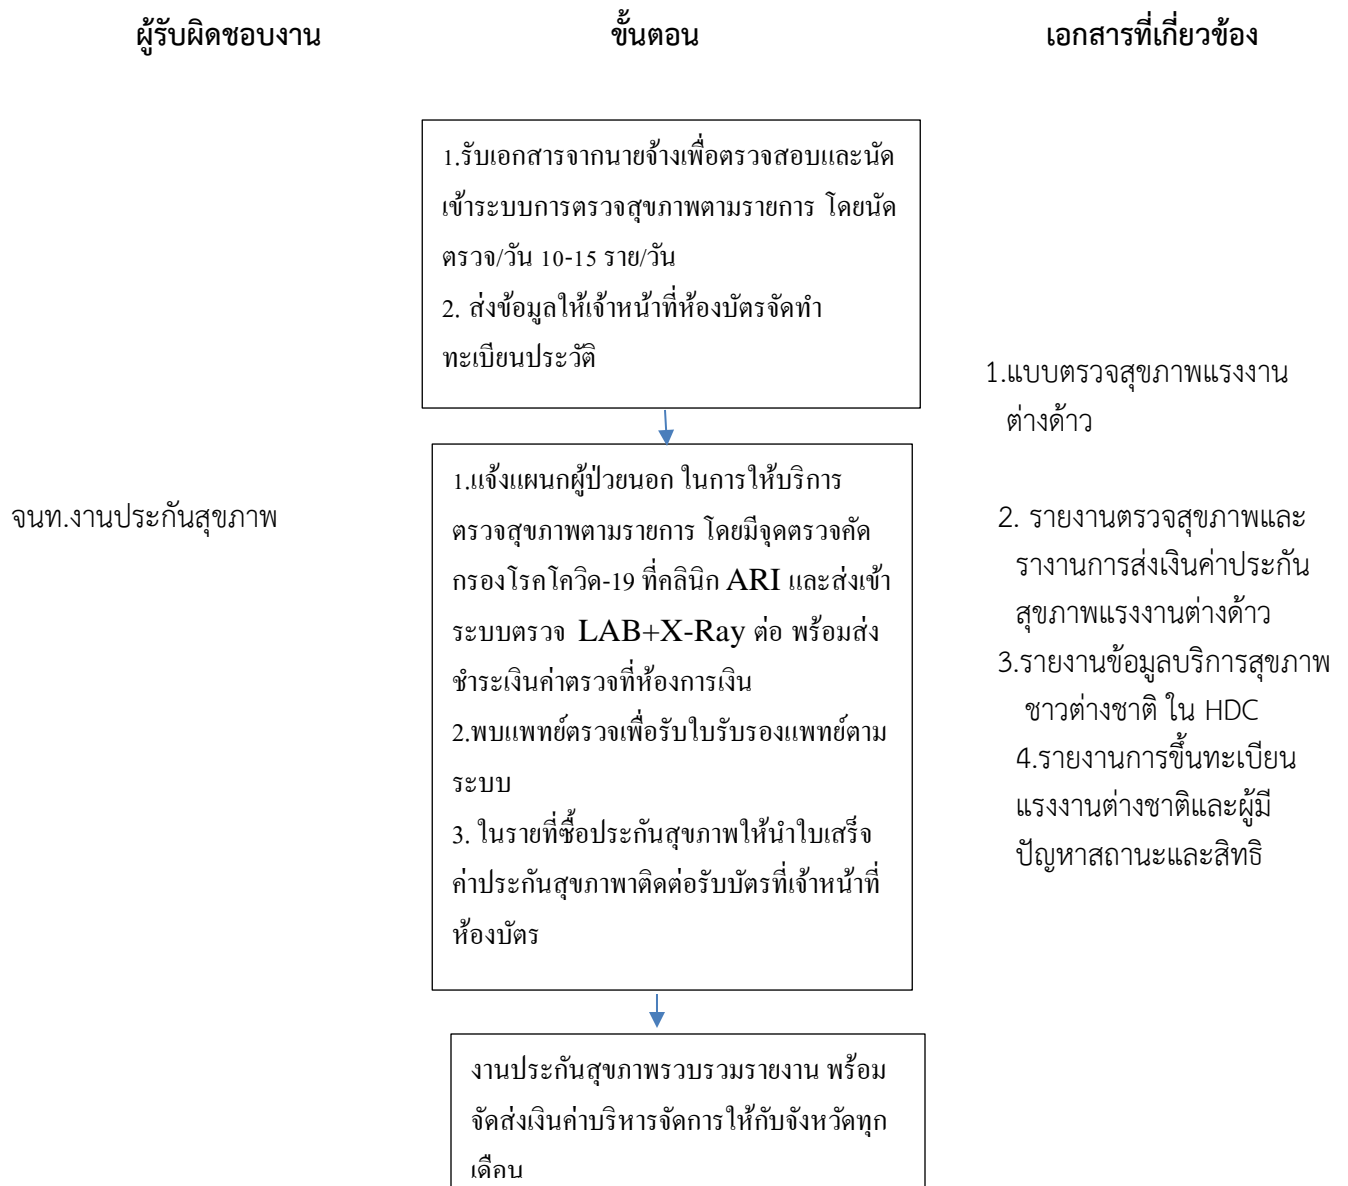 ผู้รับผิดชอบงาน
ขั้นตอน
เอกสารที่เกี่ยวข้อง
1.รับเอกสารจากนายจ้างเพื่อตรวจสอบและนัด
เข้าระบบการตรวจสุขภาพตามรายการ โดยนัด
ตรวจ/วัน 10-15 ราย/วัน
2. ส่งข้อมูลให้เจ้าหน้าที่ห้องบัตรจัดทำ
ทะเบียนประวัติ
จนท.งานประกันสุขภาพ
1.แจ้งแผนกผู้ป่วยนอก ในการให้บริการ
ตรวจสุขภาพตามรายการ โดยมีจุดตรวจคัด
กรองโรคโควิด-19 ที่คลินิก ARI และส่งเข้า
ระบบตรวจ LAB+X-Ray ต่อ พร้อมส่ง
ชำระเงินค่าตรวจที่ห้องการเงิน
2.พบแพทย์ตรวจเพื่อรับใบรับรองแพทย์ตาม
ระบบ
3. ในรายที่ซื้อประกันสุขภาพให้นำใบเสร็จ
ค่าประกันสุขภาพาติดต่อรับบัตรที่เจ้าหน้าที่
ห้องบัตร
งานประกันสุขภาพรวบรวมรายงาน พร้อม
จัดส่งเงินค่าบริหารจัดการให้กับจังหวัดทุก
เดือน
1.แบบตรวจสุขภาพแรงงาน
ต่างด้าว
2. รายงานตรวจสุขภาพและ
รางานการส่งเงินค่าประกัน
สุขภาพแรงงานต่างด้าว
3.รายงานข้อมูลบริการสุขภาพ
ชาวต่างชาติ ใน HDC
4.รายงานการขึ้นทะเบียน
แรงงานต่างชาติและผู้มี
ปัญหาสถานะและสิทธิ